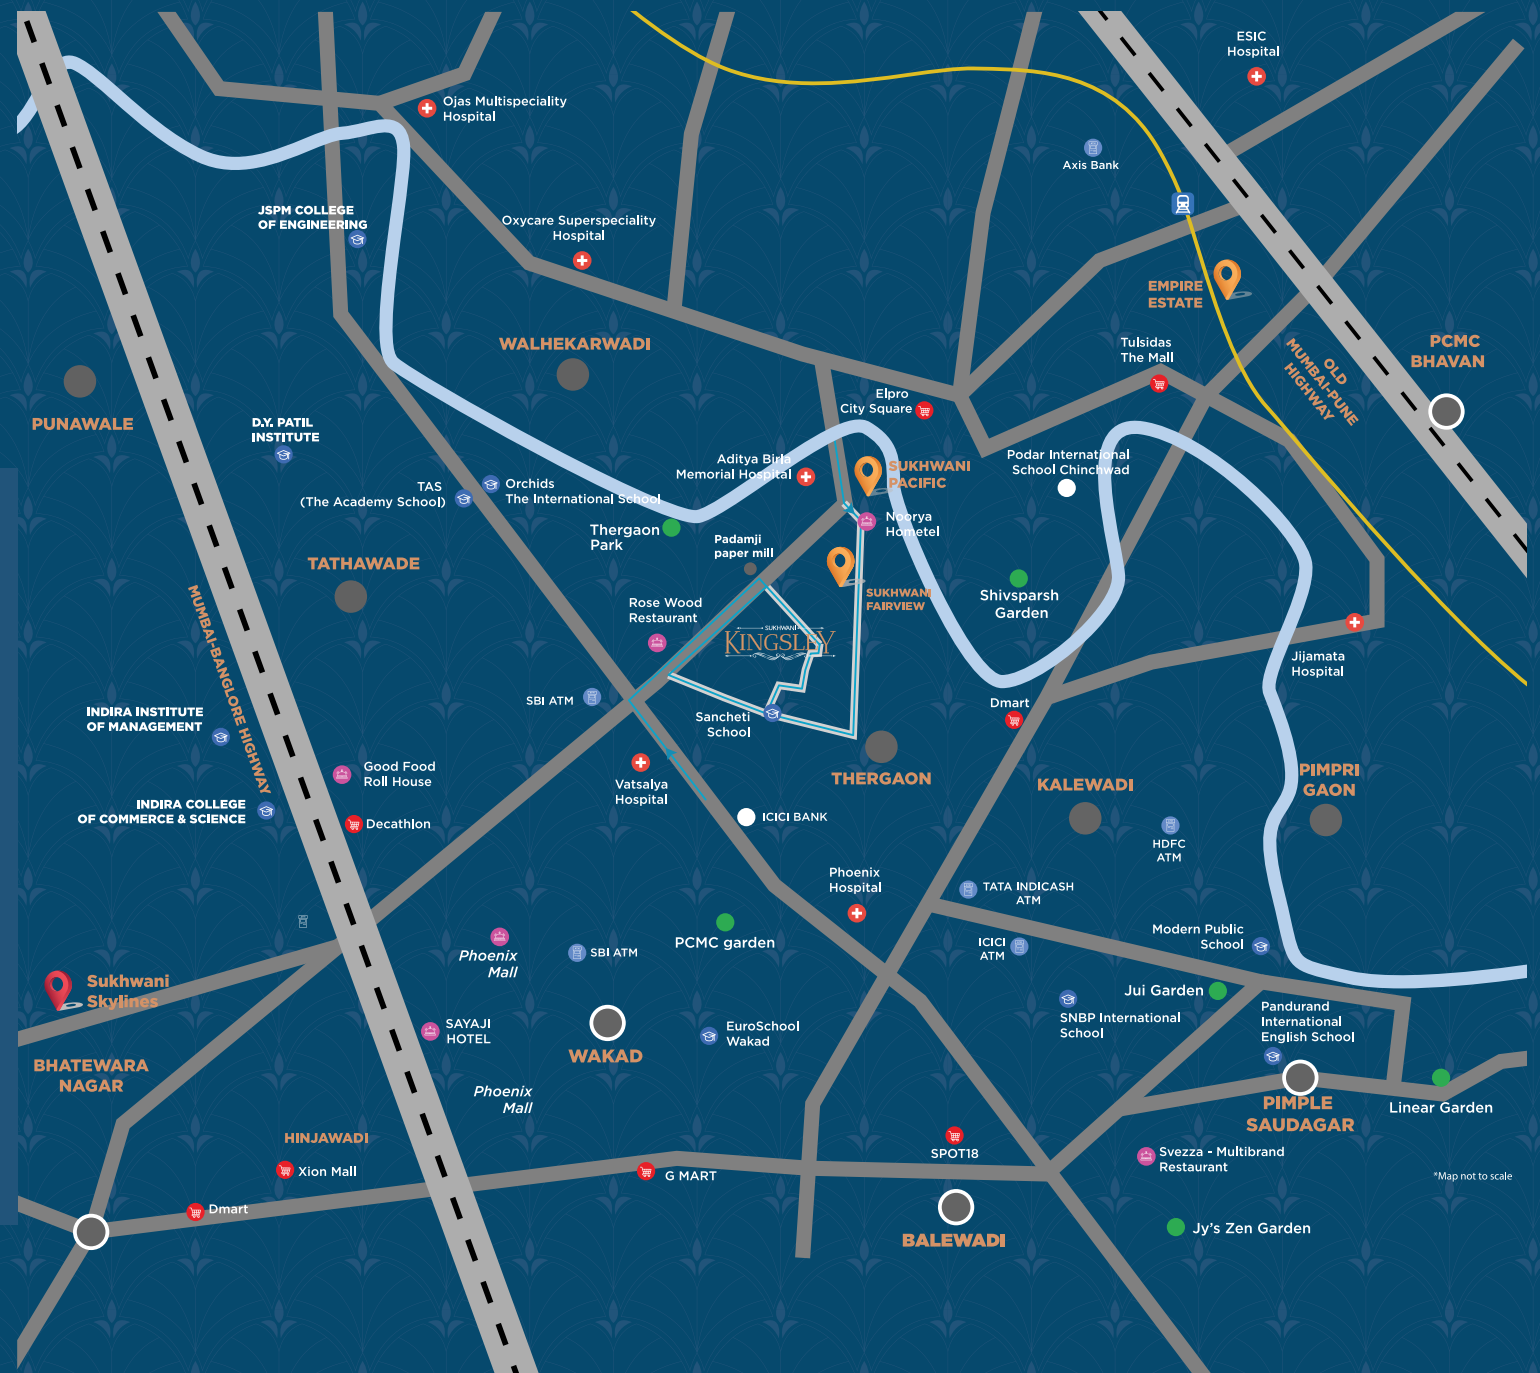 ESIC
Hospital
Ojas Multispeciality
Hospital
Axis Bank
JSPM COLLEGE
OF ENGINEERING
Oxycare Superspeciality
Hospital
EMPIRE
ESTATE
WALHEKARWADI
Tulsidas
The Mall
OLD
MUMBAI-PUNE
HIGHWAY
PCMC
BHAVAN
PUNAWALE
Elpro
City Square
D.Y. PATIL
INSTITUTE
Aditya Birla
Memorial Hospital
SUKHWANI
PACIFIC
Podar International
School Chinchwad
TAS
(The Academy School)
Orchids
The International School
Thergaon
Park
Noorya
Hometel
Padamji
paper mill
TATHAWADE
SUKHWANI
FAIRVIEW
Shivsparsh
Garden
Rose Wood
Restaurant
SUKHWANI
KINGSLEY
Jijamata
Hospital
MUMBAI-BANGLORE HIGHWAY
SBI ATM
Sancheti
School
Dmart
INDIRA INSTITUTE
OF MANAGEMENT
Good Food
Roll House
Vatsalya
Hospital
THERGAON
KALEWADI
PIMPRI
GAON
INDIRA COLLEGE
OF COMMERCE & SCIENCE
Decathlon
ICICI BANK
HDFC
ATM
Phoenix
Hospital
TATA INDICASH
ATM
Phoenix
Mall
SBI ATM
PCMC garden
ICICI
ATM
Modern Public
School
Sukhwani
Skylines
Jui Garden
SAYAJI
HOTEL
WAKAD
EuroSchool
Wakad
SNBP International
School
Pandurand
International
English School
BHATEWARA
NAGAR
Phoenix
Mall
PIMPLE
SAUDAGAR
Linear Garden
HINJAWADI
Xion Mall
G MART
SPOT18
Svezza - Multibrand
Restaurant
*Map not to scale
Dmart
BALEWADI
Jy's Zen Garden